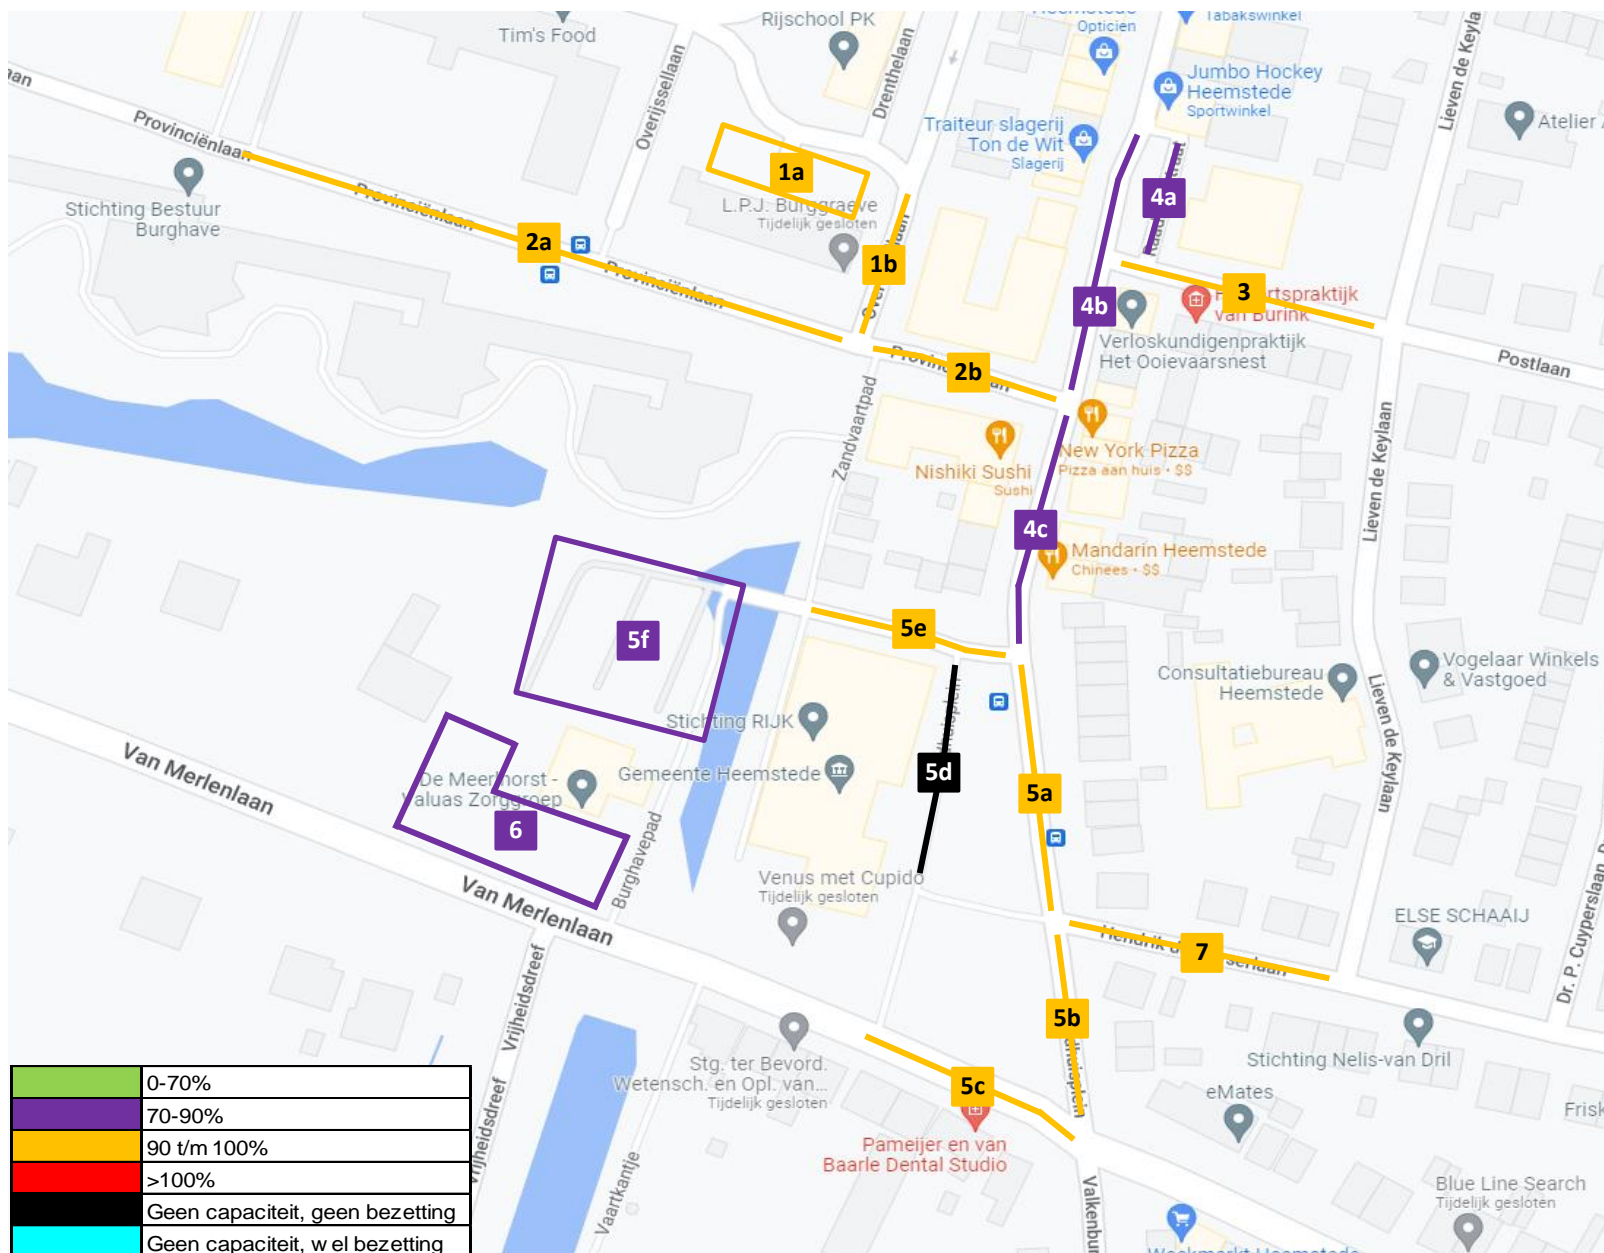 Rijschool PK
Tim's Food
Opticien
Tabakswinkel
Jumbo Hockey
Heemstede
Sportwinkel
Atelier
Lieven de Keyla
Drenthelaan
Overijssellaan
Provinciënlaan
Traiteur slagerij
Ton de Wit
Slagerij
1a
4a
Stichting Bestuur
Burghave
Provinciënlaan
L.P.J. Burggraeve
Tijdelijk gesloten
2a
1b
Provinciënlaan
3
4b
van Burink
Verloskundigenpraktijk
Het Ooievaarsnest
Postlaan
2b
Zandvaartpad
New York Pizza
Pizza aan huis • $$
Nishiki Sushi
Sushi
Lieven de Keylaan
4c
Mandarin Heemstede
Chinees • $$
5e
5f
Consultatiebureau
Heemstede
Vogelaar Winkels
& Vastgoed
Lieven de Keylaan
Stichting RIJK
Gemeente Heemstede
5d
5a
Van Merlenlaan
De Meerhorst -
Valuas Zorggroep
6
Burghavepad
Venus met Cupido
Tijdelijk gesloten
Van Merlenlaan
ELSE SCHAAIJ
Dr. P. Cuyperslaan
7
Vrijheidsdreef
5b
Stg. ter Bevord.
Wetensch. en Opl. van...
Tijdelijk gesloten
Stichting Nelis-van Dril
5c
eMates
Frisk
Pameijer en van
Baarle Dental Studio
Vrijheidsdreef
Vaartkantje
Valkenbur
Blue Line Search
Tijdelijk gesloten
Weekmarkt Heemstede
0-70%
70-90%
90 t/m 100%
>100%
Geen capaciteit, geen bezetting
Geen capaciteit, wel bezetting